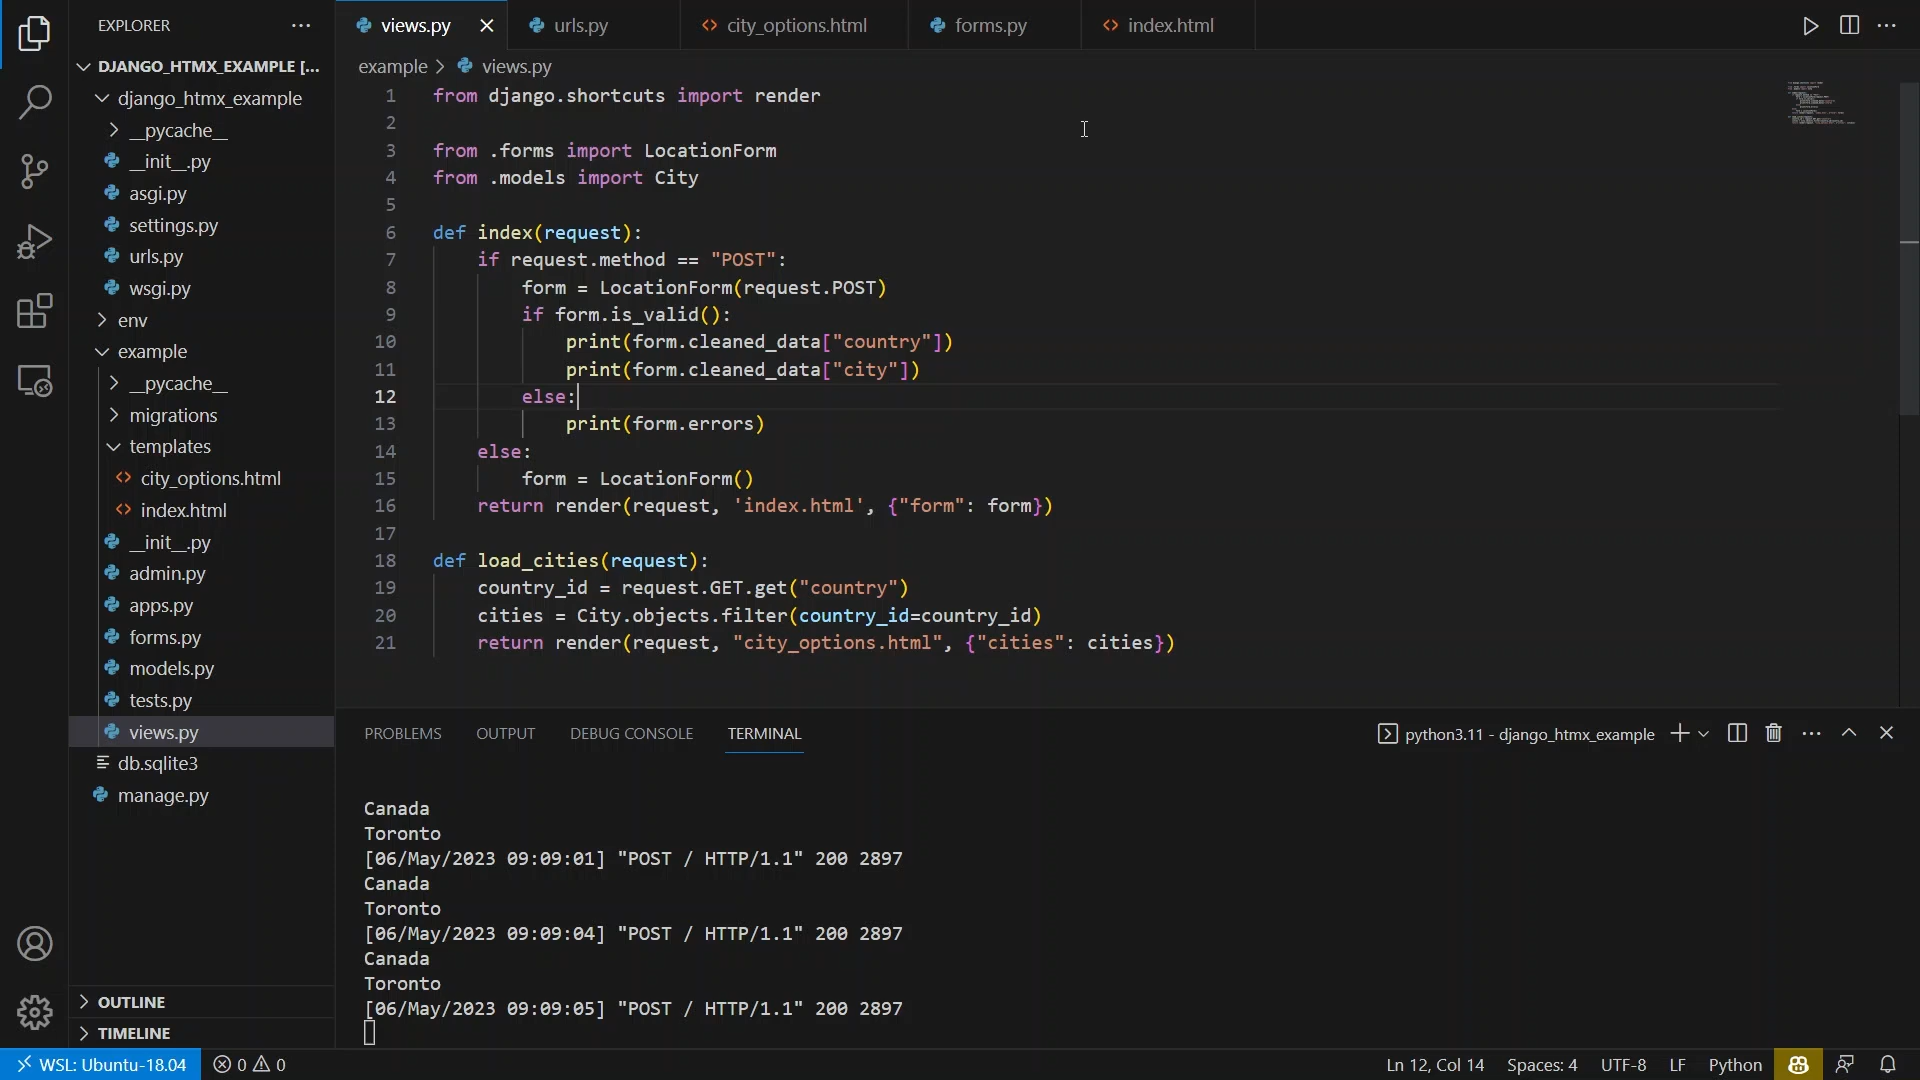 EXPLORER
DJANGO_HTMX_EXAMPLE [...
django_htmx_example
__pycache__
__init__.py
asgi.py
settings.py
urls.py
wsgi.py
env
example
__pycache__
migrations
templates
city_options.html
index.html
__init__.py
admin.py
apps.py
forms.py
models.py
tests.py
views.py
db.sqlite3
manage.py
OUTLINE
TIMELINE
views.py urls.py city_options.html forms.py index.html
example > views.py
1 from django.shortcuts import render
2
3 from .forms import LocationForm
4 from .models import City
5
6 def index(request):
7     if request.method == "POST":
8         form = LocationForm(request.POST)
9         if form.is_valid():
10             print(form.cleaned_data["country"])
11             print(form.cleaned_data["city"])
12         else:
13             print(form.errors)
14     else:
15         form = LocationForm()
16     return render(request, 'index.html', {"form": form})
17
18 def load_cities(request):
19     country_id = request.GET.get("country")
20     cities = City.objects.filter(country_id=country_id)
21     return render(request, "city_options.html", {"cities": cities})
PROBLEMS OUTPUT DEBUG CONSOLE TERMINAL python3.11 - django_htmx_example
Canada
Toronto
[06/May/2023 09:09:01] "POST / HTTP/1.1" 200 2897
Canada
Toronto
[06/May/2023 09:09:04] "POST / HTTP/1.1" 200 2897
Canada
Toronto
[06/May/2023 09:09:05] "POST / HTTP/1.1" 200 2897
WSL: Ubuntu-18.04 0 0 Ln 12, Col 14 Spaces: 4 UTF-8 LF Python